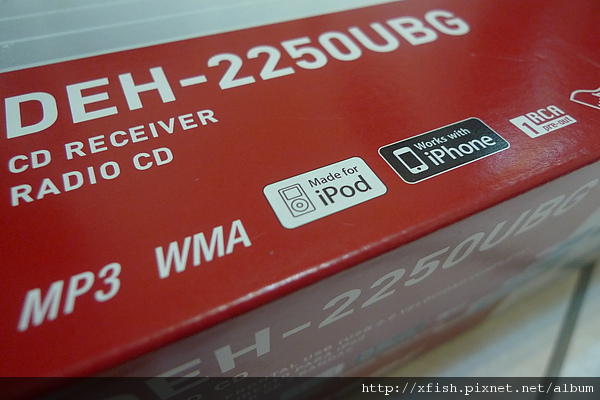 DEH-2250UBG
CD RECEIVER
RADIO CD
MP3 WMA
Made for
iPod
Works with
iPhone
1 RCA
pre-out
DEH-2250UBG
http://xfish.pixnet.net/album